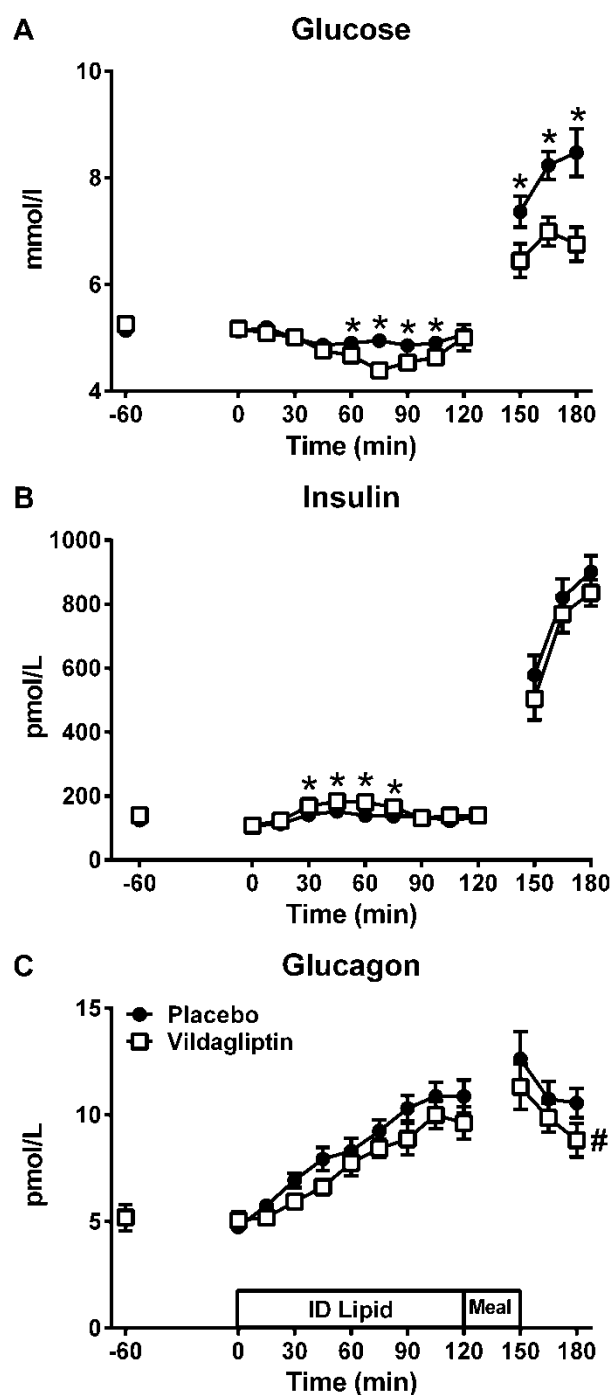 A
Glucose
10
8
6
4
mmol/l
* * *
* * * *
-60 0 30 60 90 120 150 180
Time (min)
B
Insulin
1000
800
600
400
200
0
pmol/L
* * * *
-60 0 30 60 90 120 150 180
Time (min)
C
Glucagon
15
10
5
0
pmol/L
Placebo
Vildagliptin
#
ID Lipid
Meal
-60 0 30 60 90 120 150 180
Time (min)